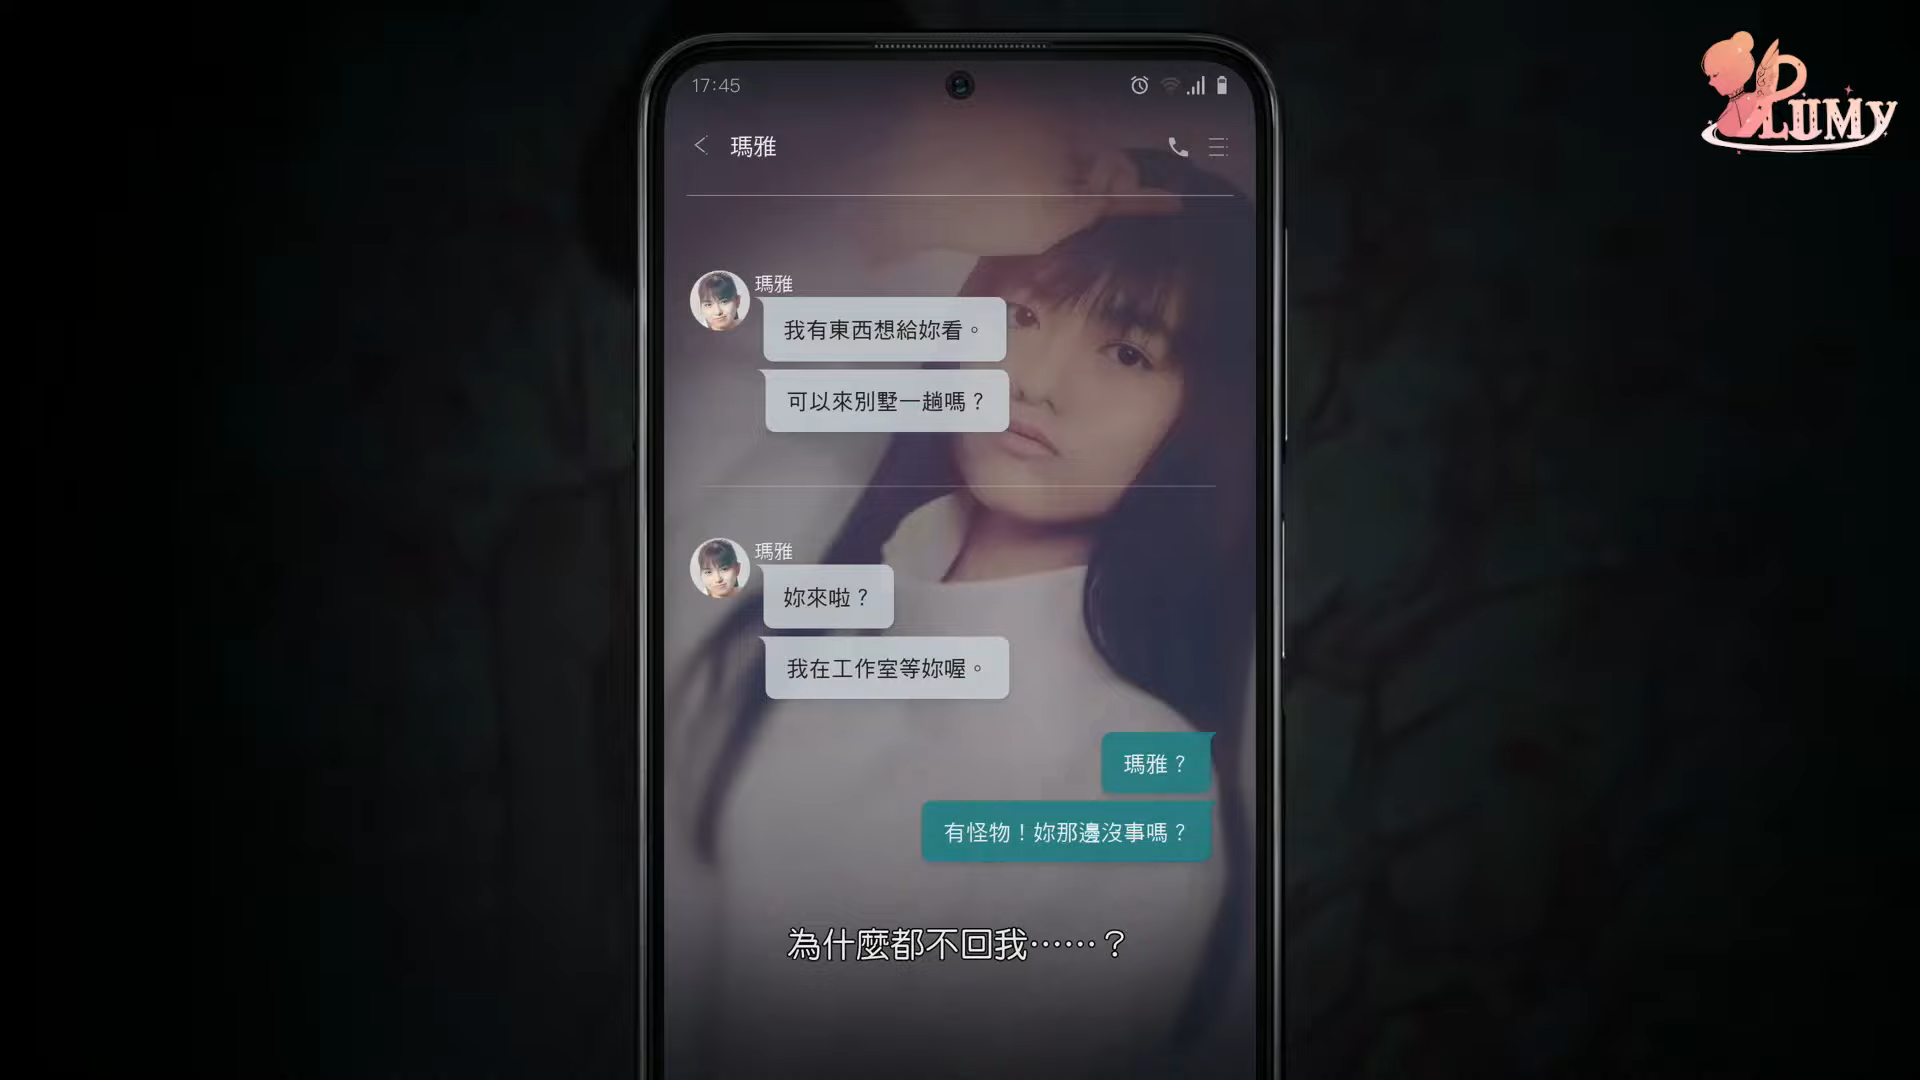 17:45
瑪雅
瑪雅
我有東西想給妳看。
可以來別墅一趟嗎？
瑪雅
妳來啦？
我在工作室等妳喔。
瑪雅？
有怪物！妳那邊沒事嗎？
為什麼都不回我……？
PLUMY